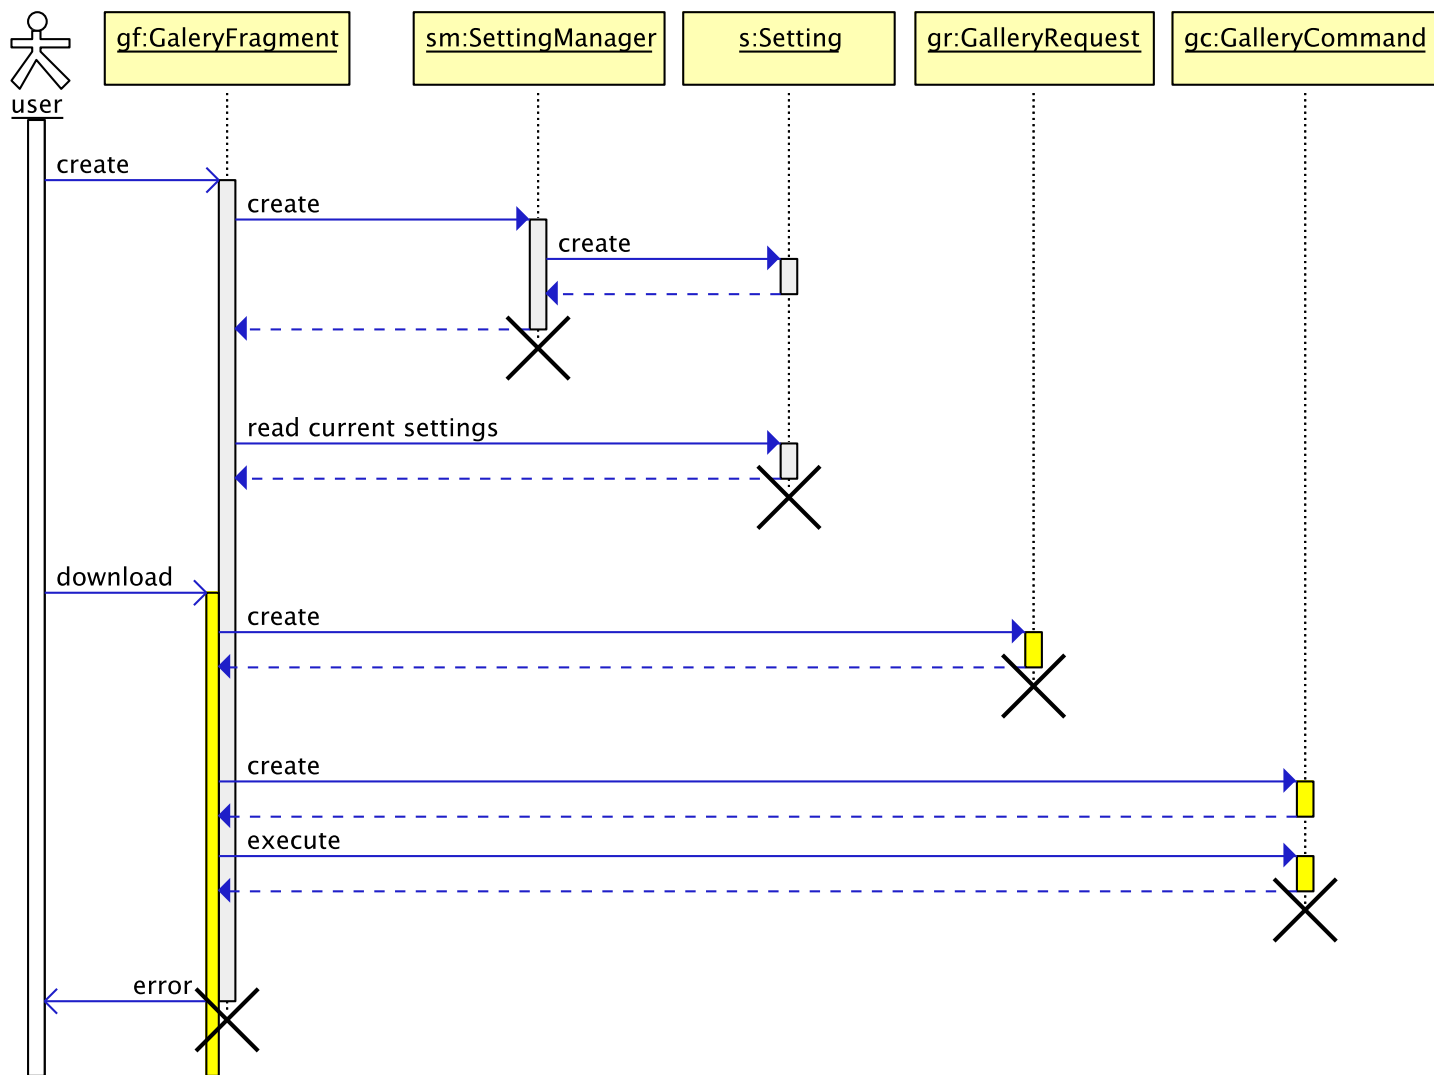 gf:GaleryFragment
sm:SettingManager
s:Setting
gr:GalleryRequest
gc:GalleryCommand
user
create
create
create
read current settings
download
create
create
execute
error